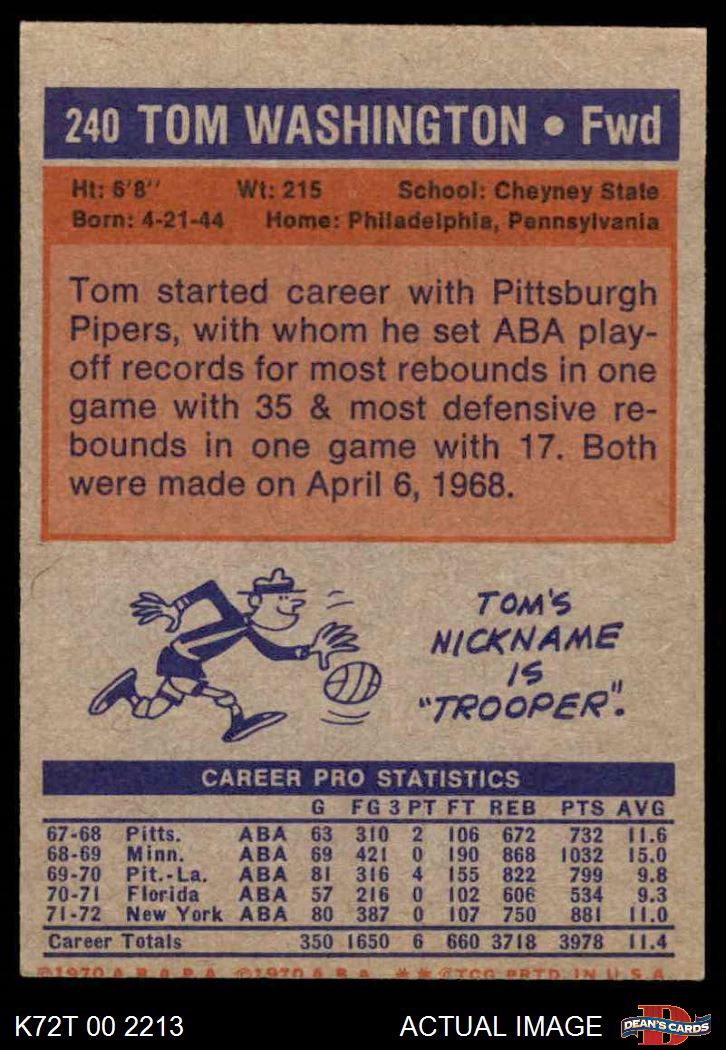 240 TOM WASHINGTON • Fwd
Ht: 6'8'' Wt: 215 School: Cheyney State
Born: 4-21-44 Home: Philadelphia, Pennsylvania
Tom started career with Pittsburgh
Pipers, with whom he set ABA play-
off records for most rebounds in one
game with 35 & most defensive re-
bounds in one game with 17. Both
were made on April 6, 1968.
TOM'S
NICKNAME
IS
"TROOPER".
CAREER PRO STATISTICS
G FG 3 PT FT REB PTS AVG
67-68 Pitts. ABA 63 310 2 106 672 732 11.6
68-69 Minn. ABA 69 421 0 190 868 1032 15.0
69-70 Pit.-La. ABA 81 316 4 155 822 799 9.8
70-71 Florida ABA 57 216 0 102 606 534 9.3
71-72 New York ABA 80 387 0 107 750 881 11.0
Career Totals 350 1650 6 660 3718 3978 11.4
©1970 A.B.A.P.A. ©1970 A.B.A. ** ©TCG PRTD. IN U.S.A.
K72T 00 2213 ACTUAL IMAGE DEAN'S CARDS